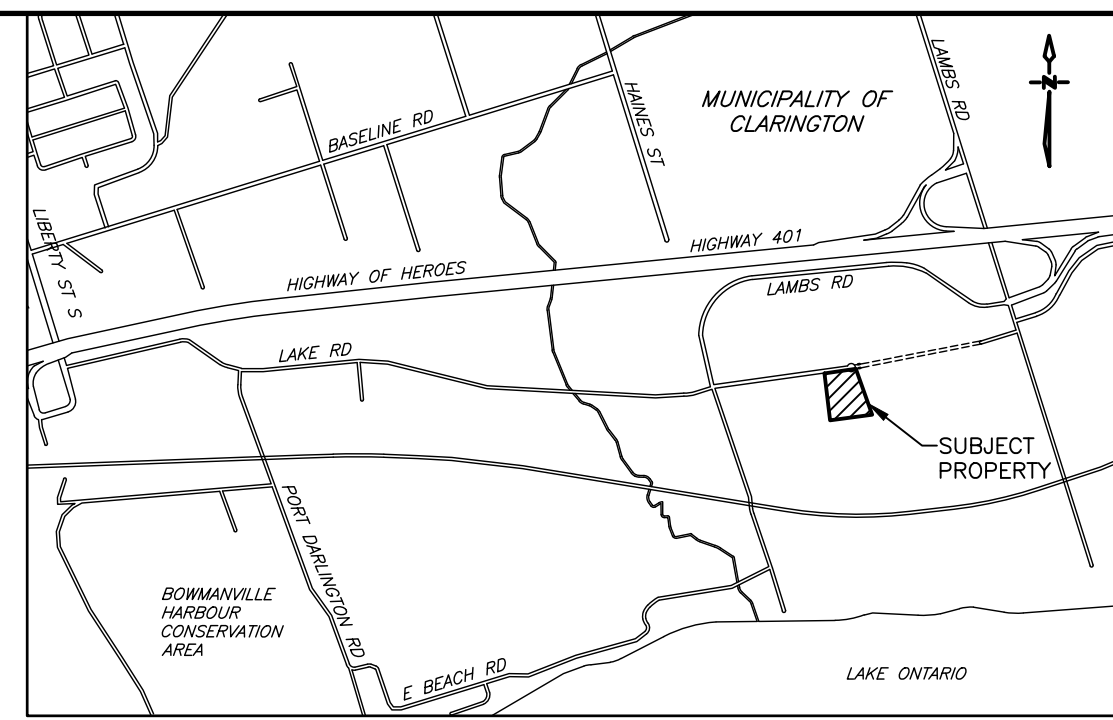 LAMBS RD
MUNICIPALITY OF
CLARINGTON
N
HAINES ST
BASELINE RD
LIBERTY ST S
HIGHWAY 401
HIGHWAY OF HEROES
LAMBS RD
LAKE RD
SUBJECT
PROPERTY
PORT DARLINGTON RD
BOWMANVILLE
HARBOUR
CONSERVATION
AREA
E BEACH RD
LAKE ONTARIO